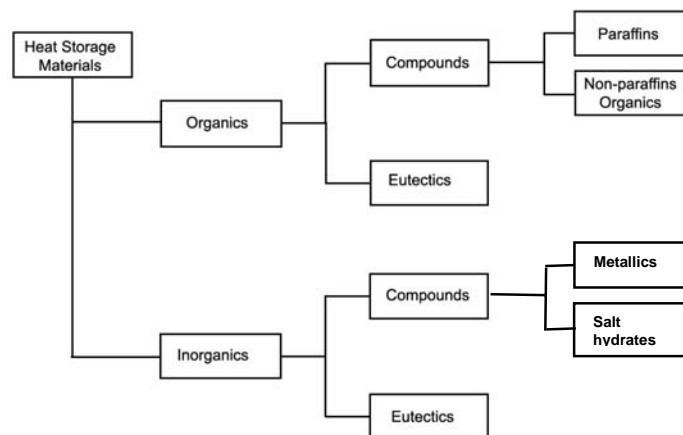 Heat Storage
Materials
Organics
Compounds
Paraffins
Non-paraffins
Organics
Eutectics
Inorganics
Compounds
Metallics
Salt
hydrates
Eutectics